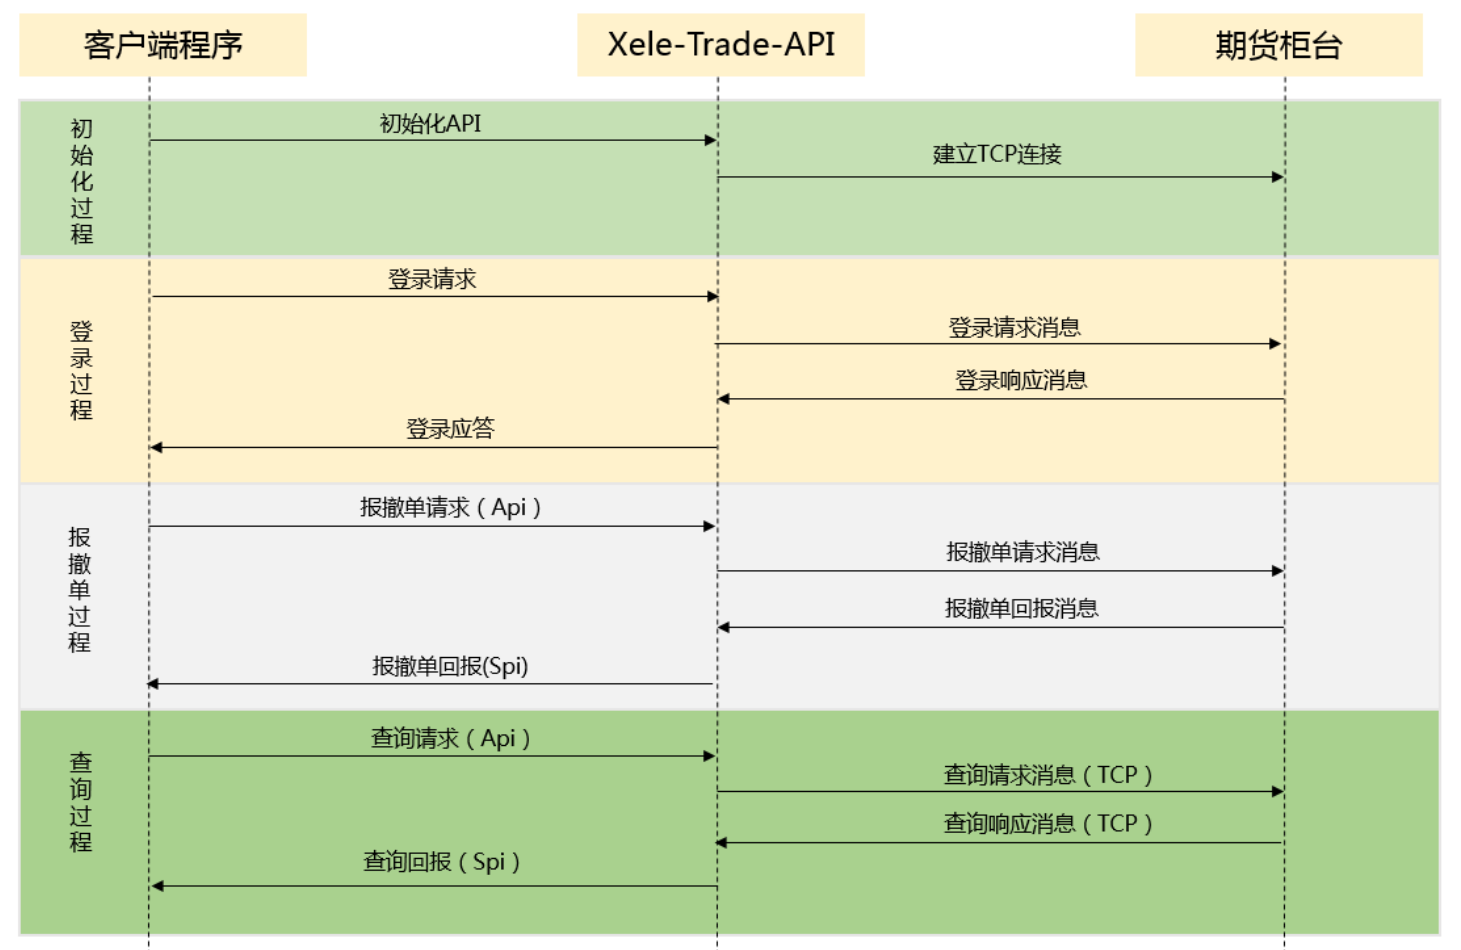 客户端程序
Xele-Trade-API
期货柜台
初始化过程
初始化API
建立TCP连接
登录过程
登录请求
登录请求消息
登录响应消息
登录应答
报撤单过程
报撤单请求（Api）
报撤单请求消息
报撤单回报消息
报撤单回报(Spi)
查询过程
查询请求（Api）
查询请求消息（TCP）
查询响应消息（TCP）
查询回报（Spi）